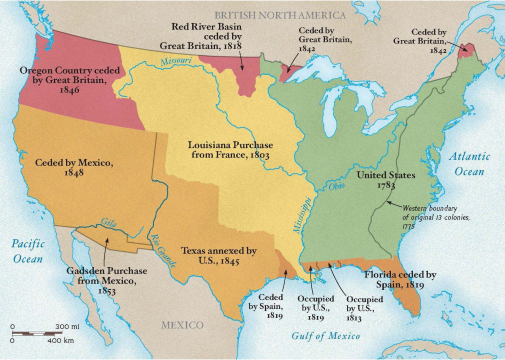 BRITISH NORTH AMERICA
Red River Basin
ceded by
Great Britain, 1818
Ceded by
Great Britain,
1842
Ceded by
Great Britain,
1842
Missouri
Oregon Country ceded
by Great Britain,
1846
Louisiana Purchase
from France, 1803
Ceded by Mexico,
1848
United States
1783
Atlantic
Ocean
Ohio
Mississippi
Western boundary
of original 13 colonies,
1775
Gila
Rio Grande
Pacific
Ocean
Texas annexed by
U.S., 1845
Gadsden Purchase
from Mexico,
1853
Florida ceded by
Spain, 1819
Ceded
by Spain,
1819
Occupied
by U.S.,
1819
Occupied
by U.S.,
1813
MEXICO
Gulf of Mexico
0 300 mi
0 400 km